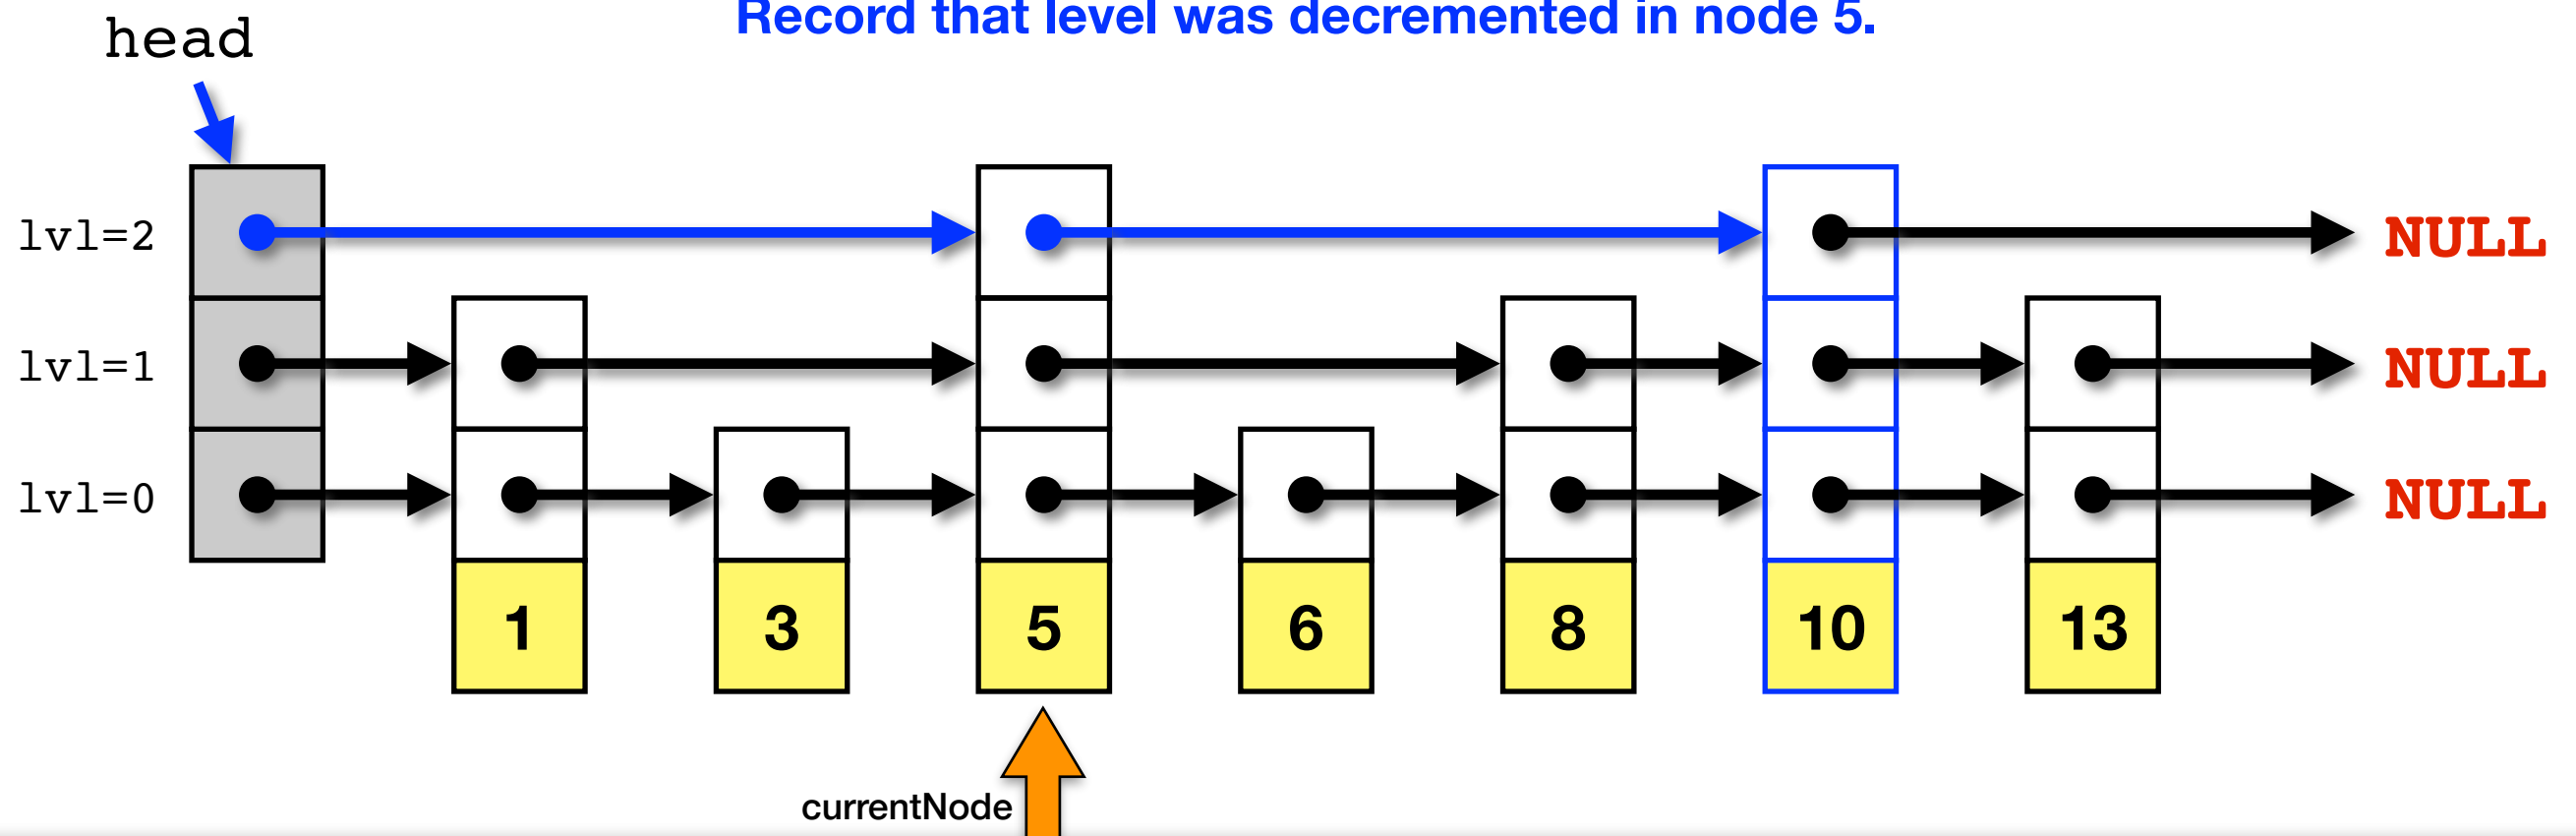 Record that level was decremented in node 5.
head
lvl=2 NULL
lvl=1 NULL
lvl=0 NULL
1 3 5 6 8 10 13
currentNode